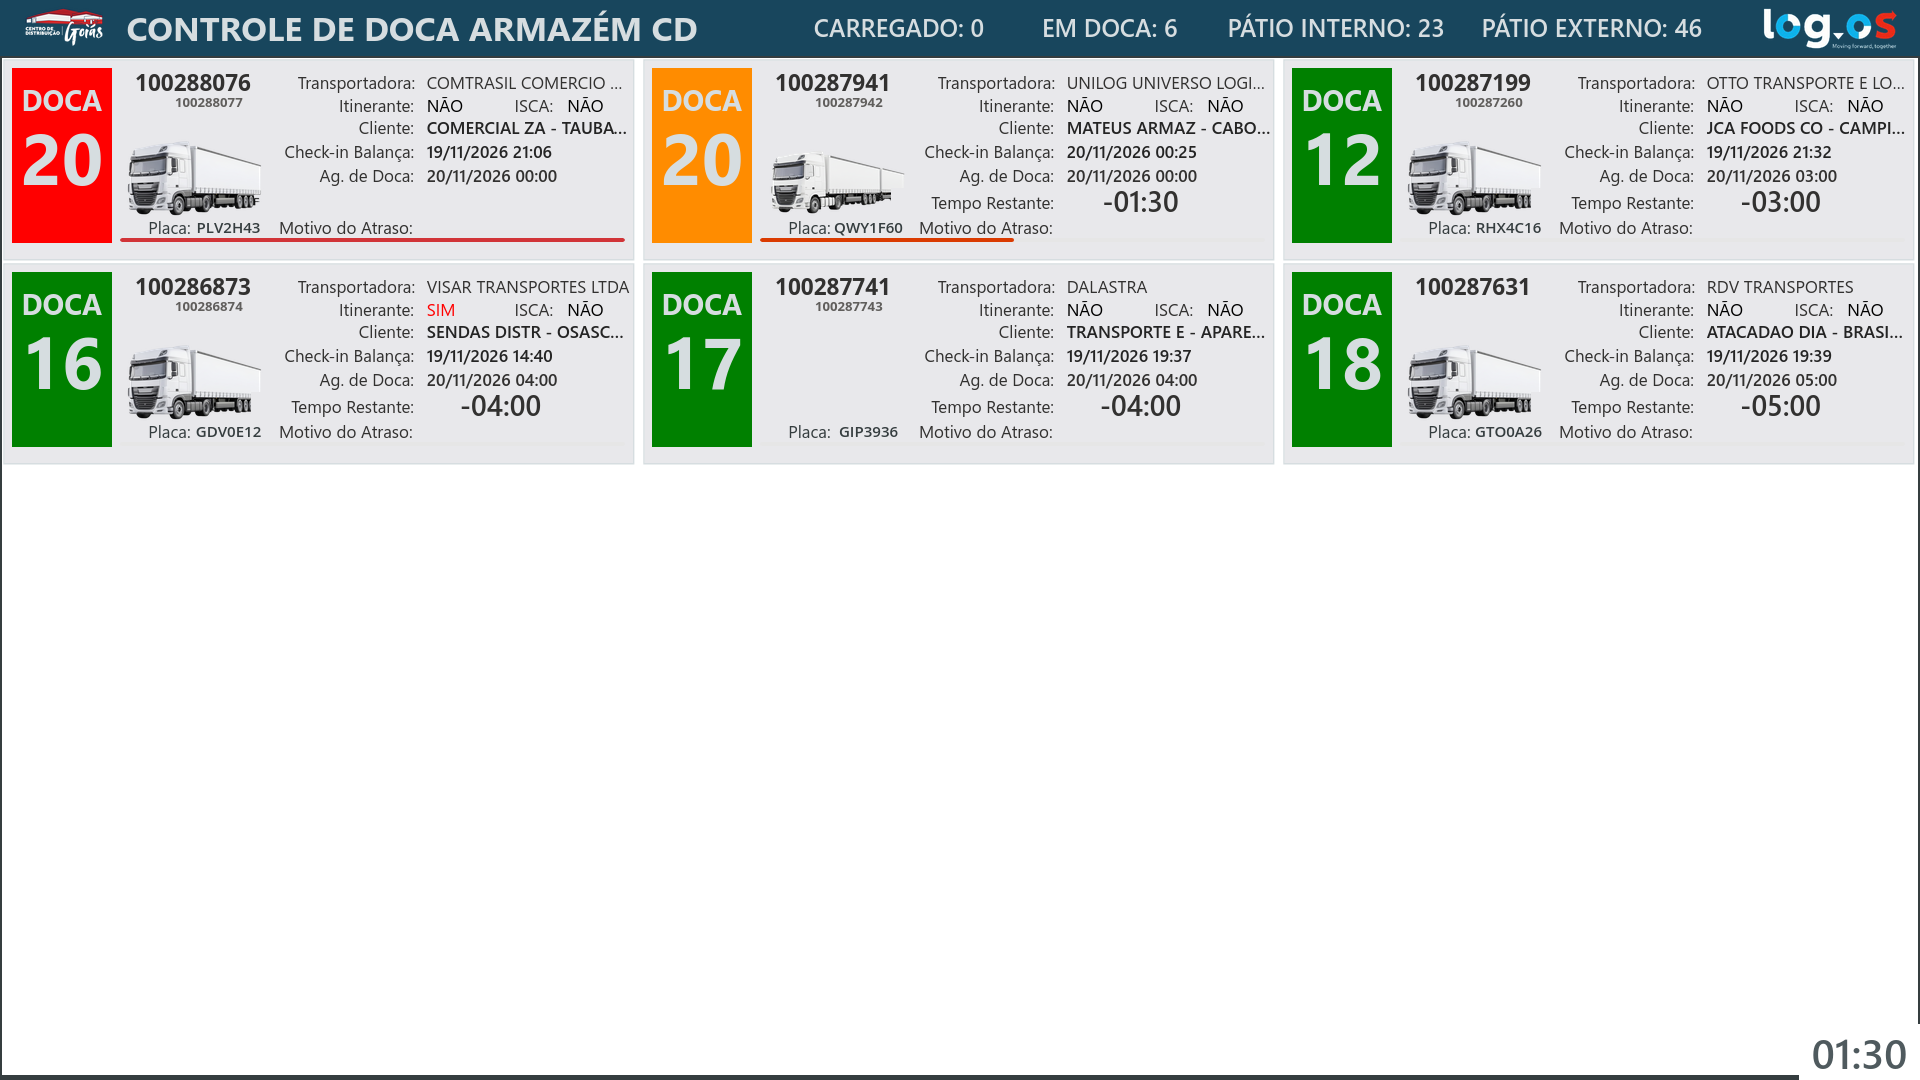 CENTRO DE DISTRIBUIÇÃO Goiás
CONTROLE DE DOCA ARMAZÉM CD
CARREGADO: 0
EM DOCA: 6
PÁTIO INTERNO: 23
PÁTIO EXTERNO: 46
log.os
Moving forward, together
DOCA
20
100288076
100288077
Transportadora: COMTRASIL COMERCIO ...
Itinerante: NÃO ISCA: NÃO
Cliente: COMERCIAL ZA - TAUBA...
Check-in Balança: 19/11/2026 21:06
Ag. de Doca: 20/11/2026 00:00
Placa: PLV2H43 Motivo do Atraso:
DOCA
20
100287941
100287942
Transportadora: UNILOG UNIVERSO LOGI...
Itinerante: NÃO ISCA: NÃO
Cliente: MATEUS ARMAZ - CABO...
Check-in Balança: 20/11/2026 00:25
Ag. de Doca: 20/11/2026 00:00
Tempo Restante: -01:30
Placa: QWY1F60 Motivo do Atraso:
DOCA
12
100287199
100287260
Transportadora: OTTO TRANSPORTE E LO...
Itinerante: NÃO ISCA: NÃO
Cliente: JCA FOODS CO - CAMPI...
Check-in Balança: 19/11/2026 21:32
Ag. de Doca: 20/11/2026 03:00
Tempo Restante: -03:00
Placa: RHX4C16 Motivo do Atraso:
DOCA
16
100286873
100286874
Transportadora: VISAR TRANSPORTES LTDA
Itinerante: SIM ISCA: NÃO
Cliente: SENDAS DISTR - OSASC...
Check-in Balança: 19/11/2026 14:40
Ag. de Doca: 20/11/2026 04:00
Tempo Restante: -04:00
Placa: GDV0E12 Motivo do Atraso:
DOCA
17
100287741
100287743
Transportadora: DALASTRA
Itinerante: NÃO ISCA: NÃO
Cliente: TRANSPORTE E - APARE...
Check-in Balança: 19/11/2026 19:37
Ag. de Doca: 20/11/2026 04:00
Tempo Restante: -04:00
Placa: GIP3936 Motivo do Atraso:
DOCA
18
100287631
Transportadora: RDV TRANSPORTES
Itinerante: NÃO ISCA: NÃO
Cliente: ATACADAO DIA - BRASI...
Check-in Balança: 19/11/2026 19:39
Ag. de Doca: 20/11/2026 05:00
Tempo Restante: -05:00
Placa: GTO0A26 Motivo do Atraso:
01:30